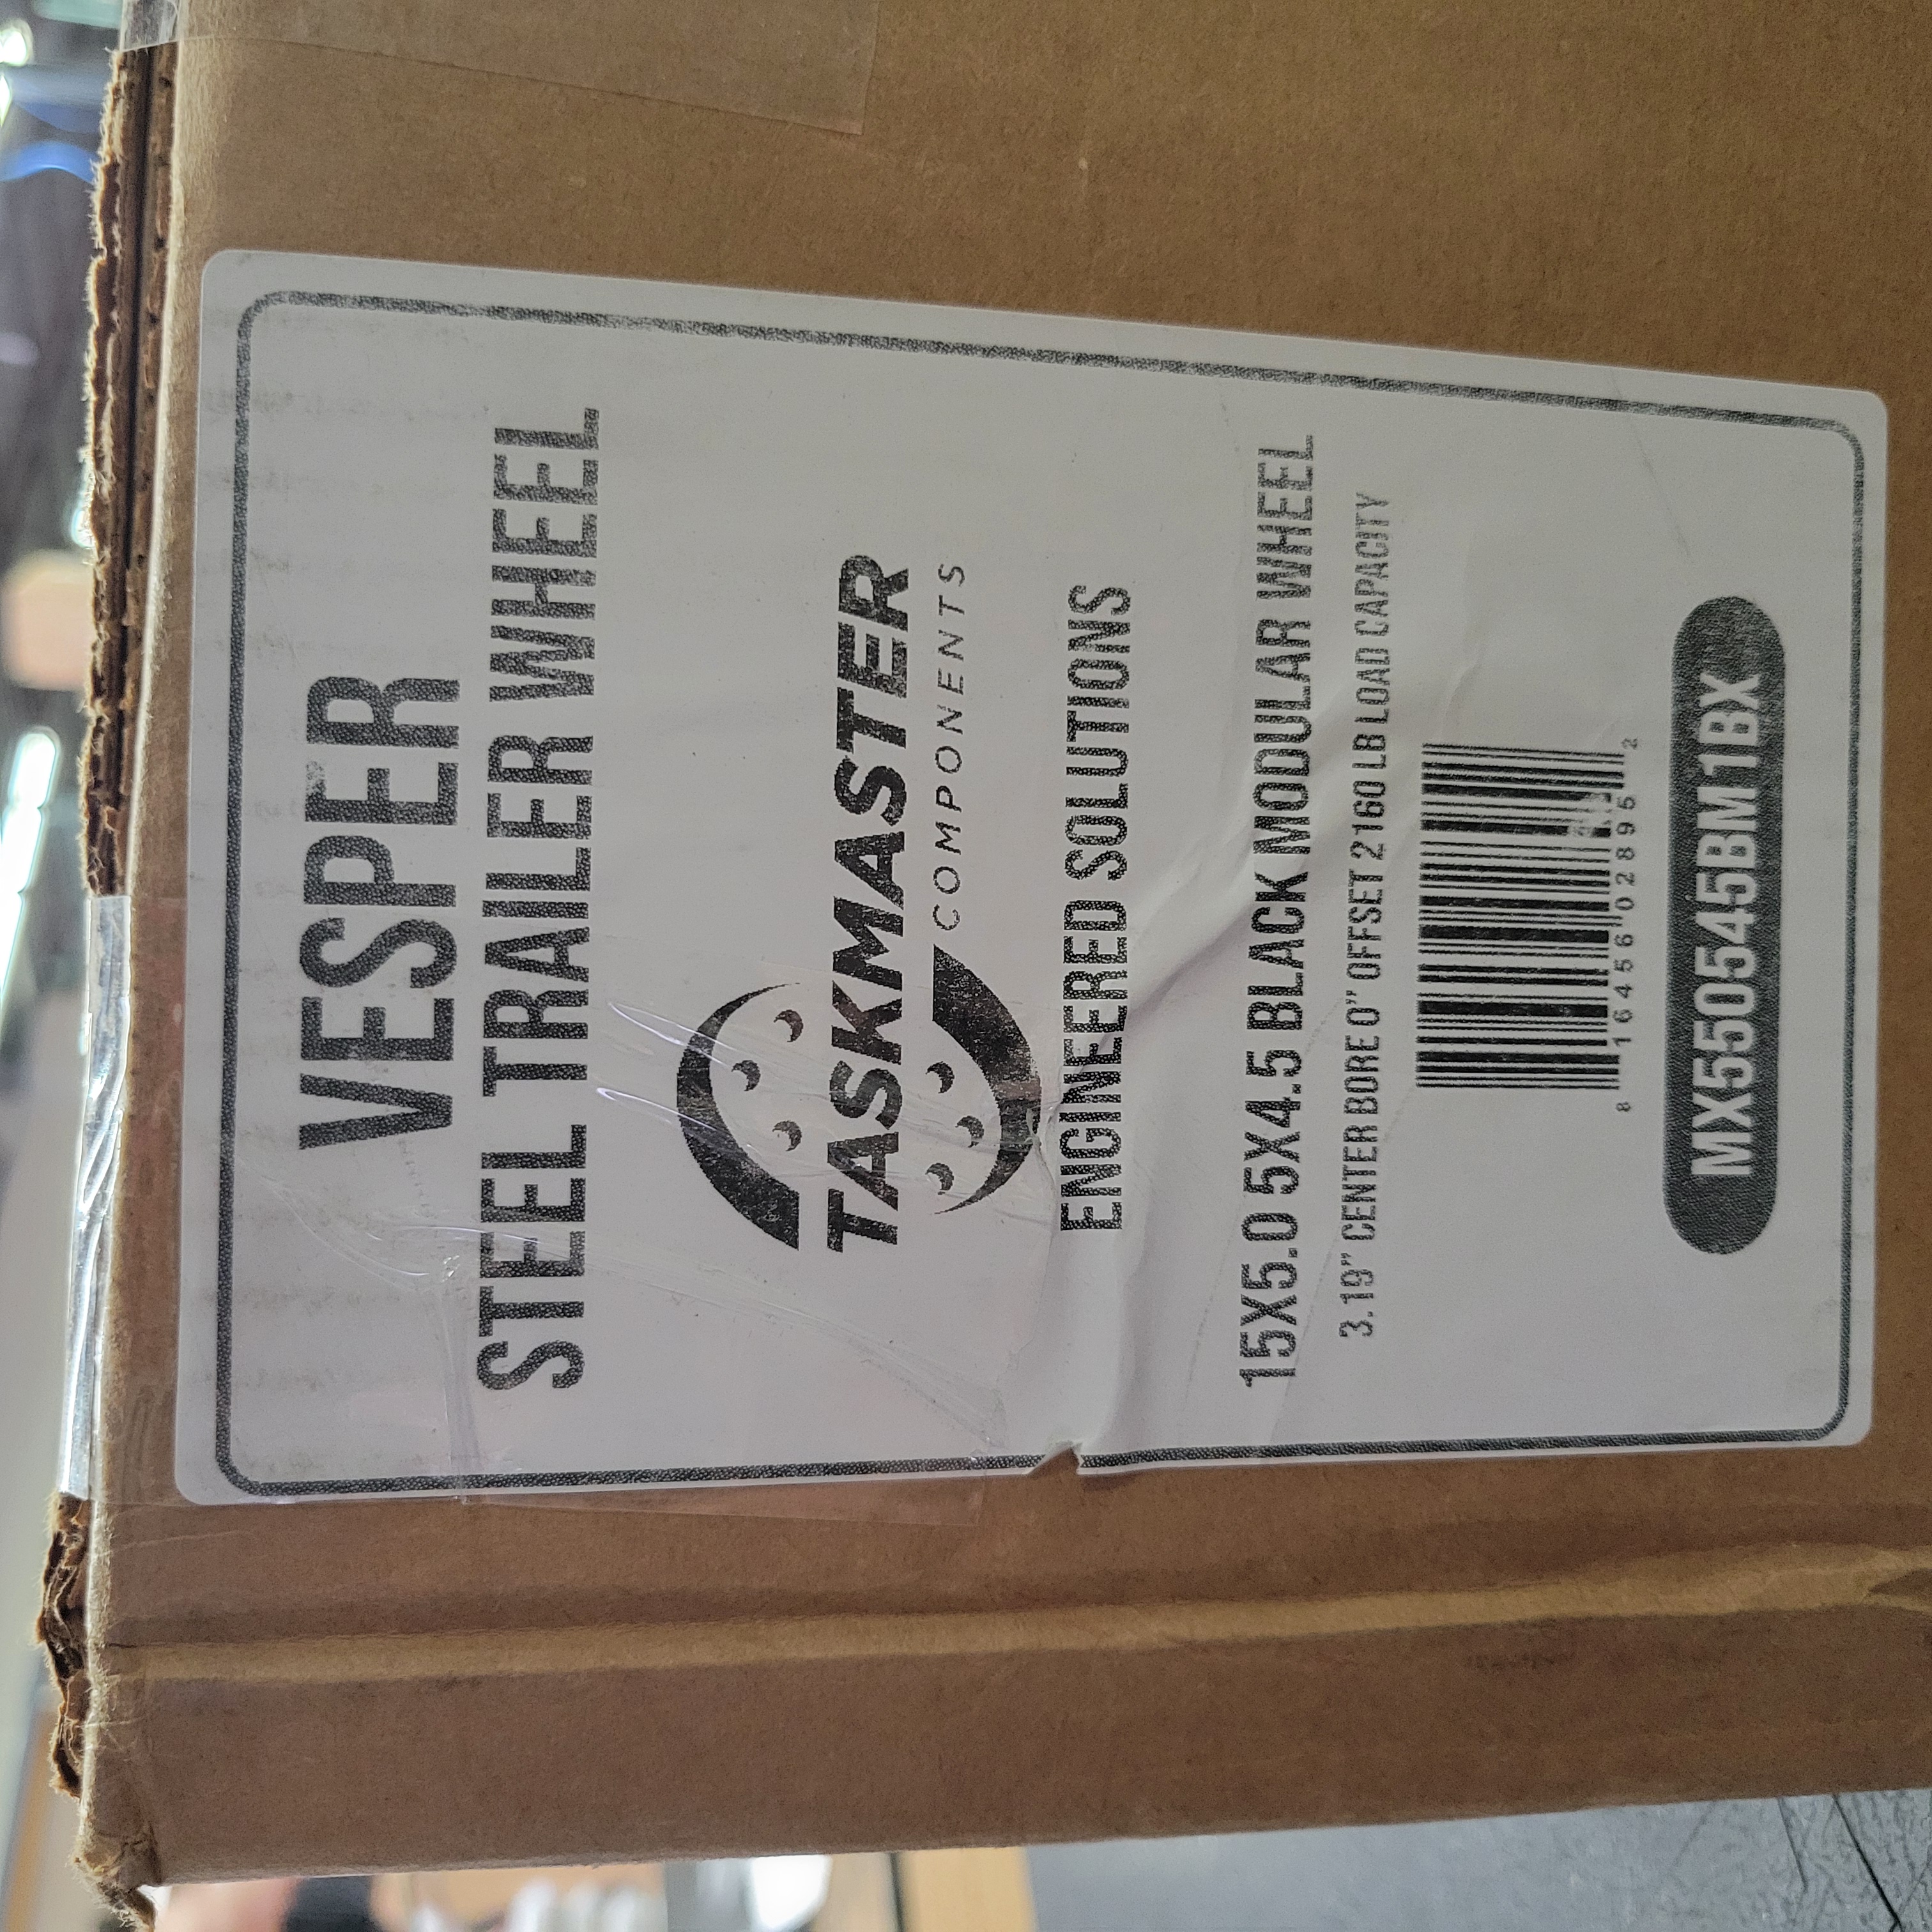 VESPER
STEEL TRAILER WHEEL
TASKMASTER
COMPONENTS
ENGINEERED SOLUTIONS
15X5.0 5X4.5 BLACK MODULAR WHEEL
3.19" CENTER BORE 0" OFFSET 2160 LB LOAD CAPACITY
8 16456 02895 2
MX550545BM1BX